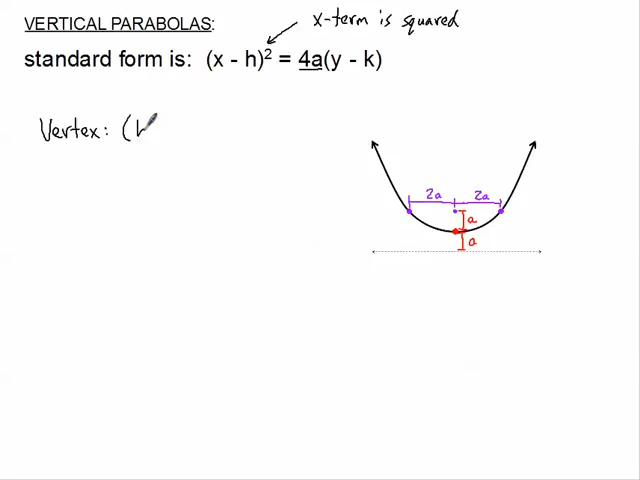 VERTICAL PARABOLAS:
x-term is squared
standard form is: (x - h)² = 4a(y - k)
Vertex: (h
2a 2a
a
a